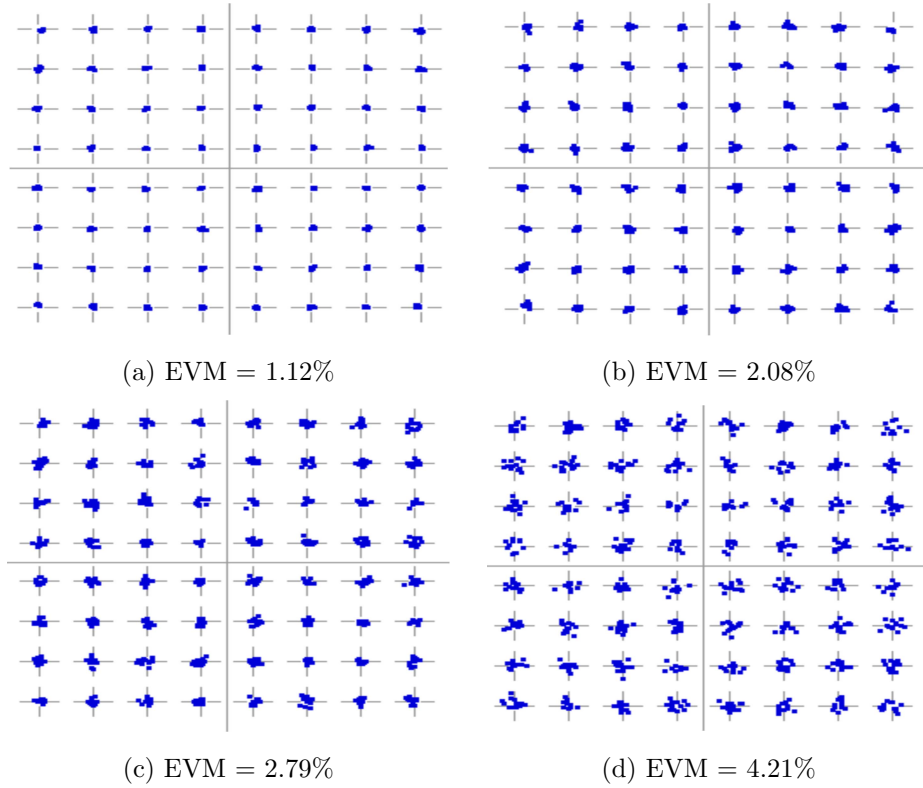 (a) EVM = 1.12%
(b) EVM = 2.08%
(c) EVM = 2.79%
(d) EVM = 4.21%